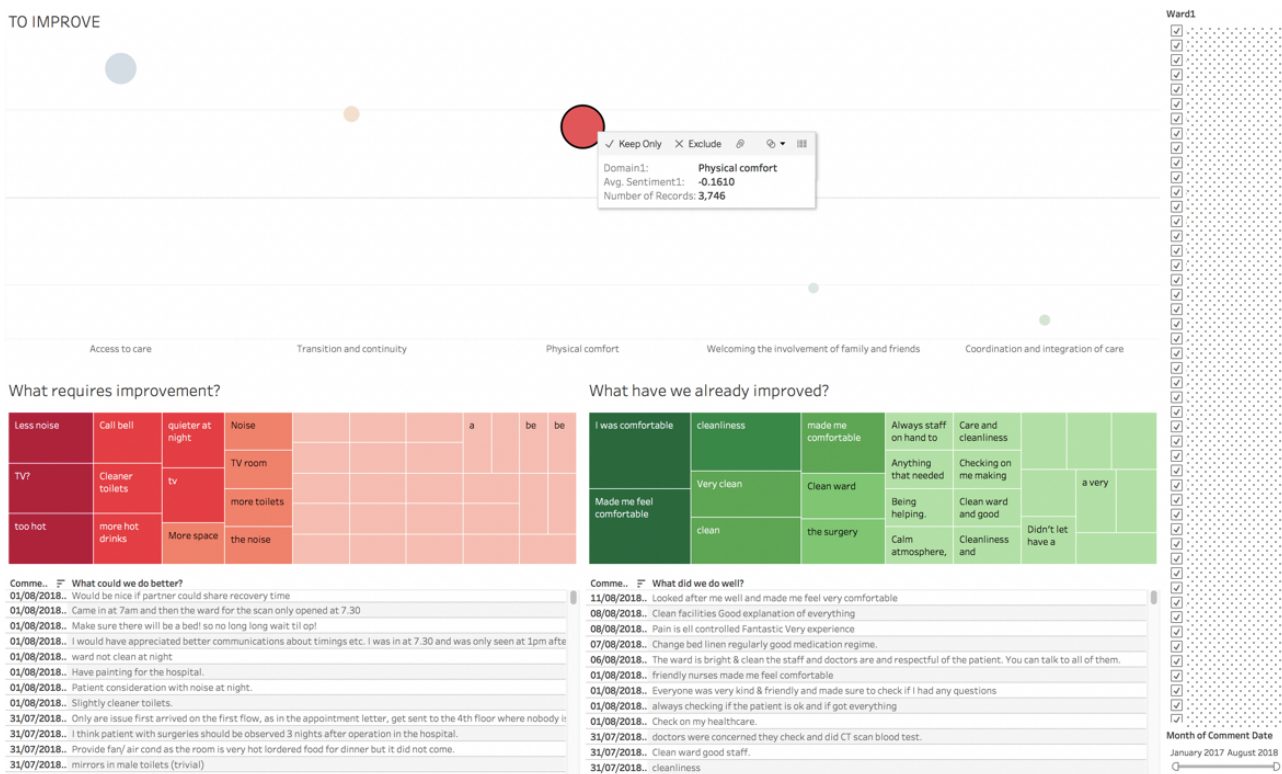 TO IMPROVE
Ward1
Keep Only Exclude
Domain1: Physical comfort
Avg. Sentiment1: -0.1610
Number of Records: 3,746
Access to care
Transition and continuity
Physical comfort
Welcoming the involvement of family and friends
Coordination and integration of care
What requires improvement?
Less noise
Call bell
quieter at
night
Noise
a
be
be
TV room
TV?
Cleaner
toilets
tv
more toilets
too hot
more hot
drinks
More space
the noise
What have we already improved?
I was comfortable
cleanliness
made me
comfortable
Always staff
on hand to
Care and
cleanliness
Anything
that needed
Checking on
me making
Very clean
Clean ward
a very
Made me feel
comfortable
Being
helping.
Clean ward
and good
clean
the surgery
Didn't let
have a
Calm
atmosphere,
Cleanliness
and
Comme.. What could we do better?
01/08/2018.. Would be nice if partner could share recovery time
01/08/2018.. Came in at 7am and then the ward for the scan only opened at 7.30
01/08/2018.. Make sure there will be a bed! so no long long wait til op!
01/08/2018.. I would have appreciated better communications about timings etc. I was in at 7.30 and was only seen at 1pm afte
01/08/2018.. ward not clean at night
01/08/2018.. Have painting for the hospital.
01/08/2018.. Patient consideration with noise at night.
01/08/2018.. Slightly cleaner toilets.
31/07/2018.. Only are issue first arrived on the first flow, as in the appointment letter, get sent to the 4th floor where nobody is
31/07/2018.. I think patient with surgeries should be observed 3 nights after operation in the hospital.
31/07/2018.. Provide fan/ air cond as the room is very hot lordered food for dinner but it did not come.
31/07/2018.. mirrors in male toilets (trivial)
Comme.. What did we do well?
11/08/2018.. Looked after me well and made me feel very comfortable
08/08/2018.. Clean facilities Good explanation of everything
08/08/2018.. Pain is ell controlled Fantastic Very experience
07/08/2018.. Change bed linen regularly good medication regime.
06/08/2018.. The ward is bright & clean the staff and doctors are and respectful of the patient. You can talk to all of them.
01/08/2018.. friendly nurses made me feel comfortable
01/08/2018.. Everyone was very kind & friendly and made sure to check if I had any questions
01/08/2018.. always checking if the patient is ok and if got everything
01/08/2018.. Check on my healthcare.
31/07/2018.. doctors were concerned they check and did CT scan blood test.
31/07/2018.. Clean ward good staff.
31/07/2018.. cleanliness
Month of Comment Date
January 2017 August 2018